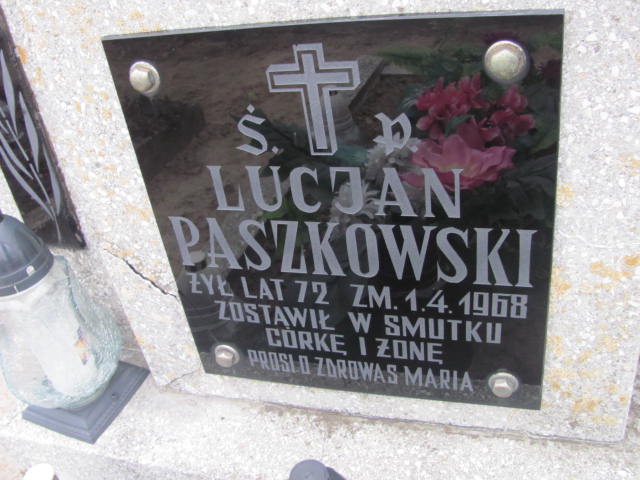 Ś. P.
LUCJAN
PASZKOWSKI
ŻYŁ LAT 72 ZM. 1.4.1968
ZOSTAWIŁ W SMUTKU
CÓRKĘ I ŻONĘ
PROSI O ZDROWAŚ MARIA